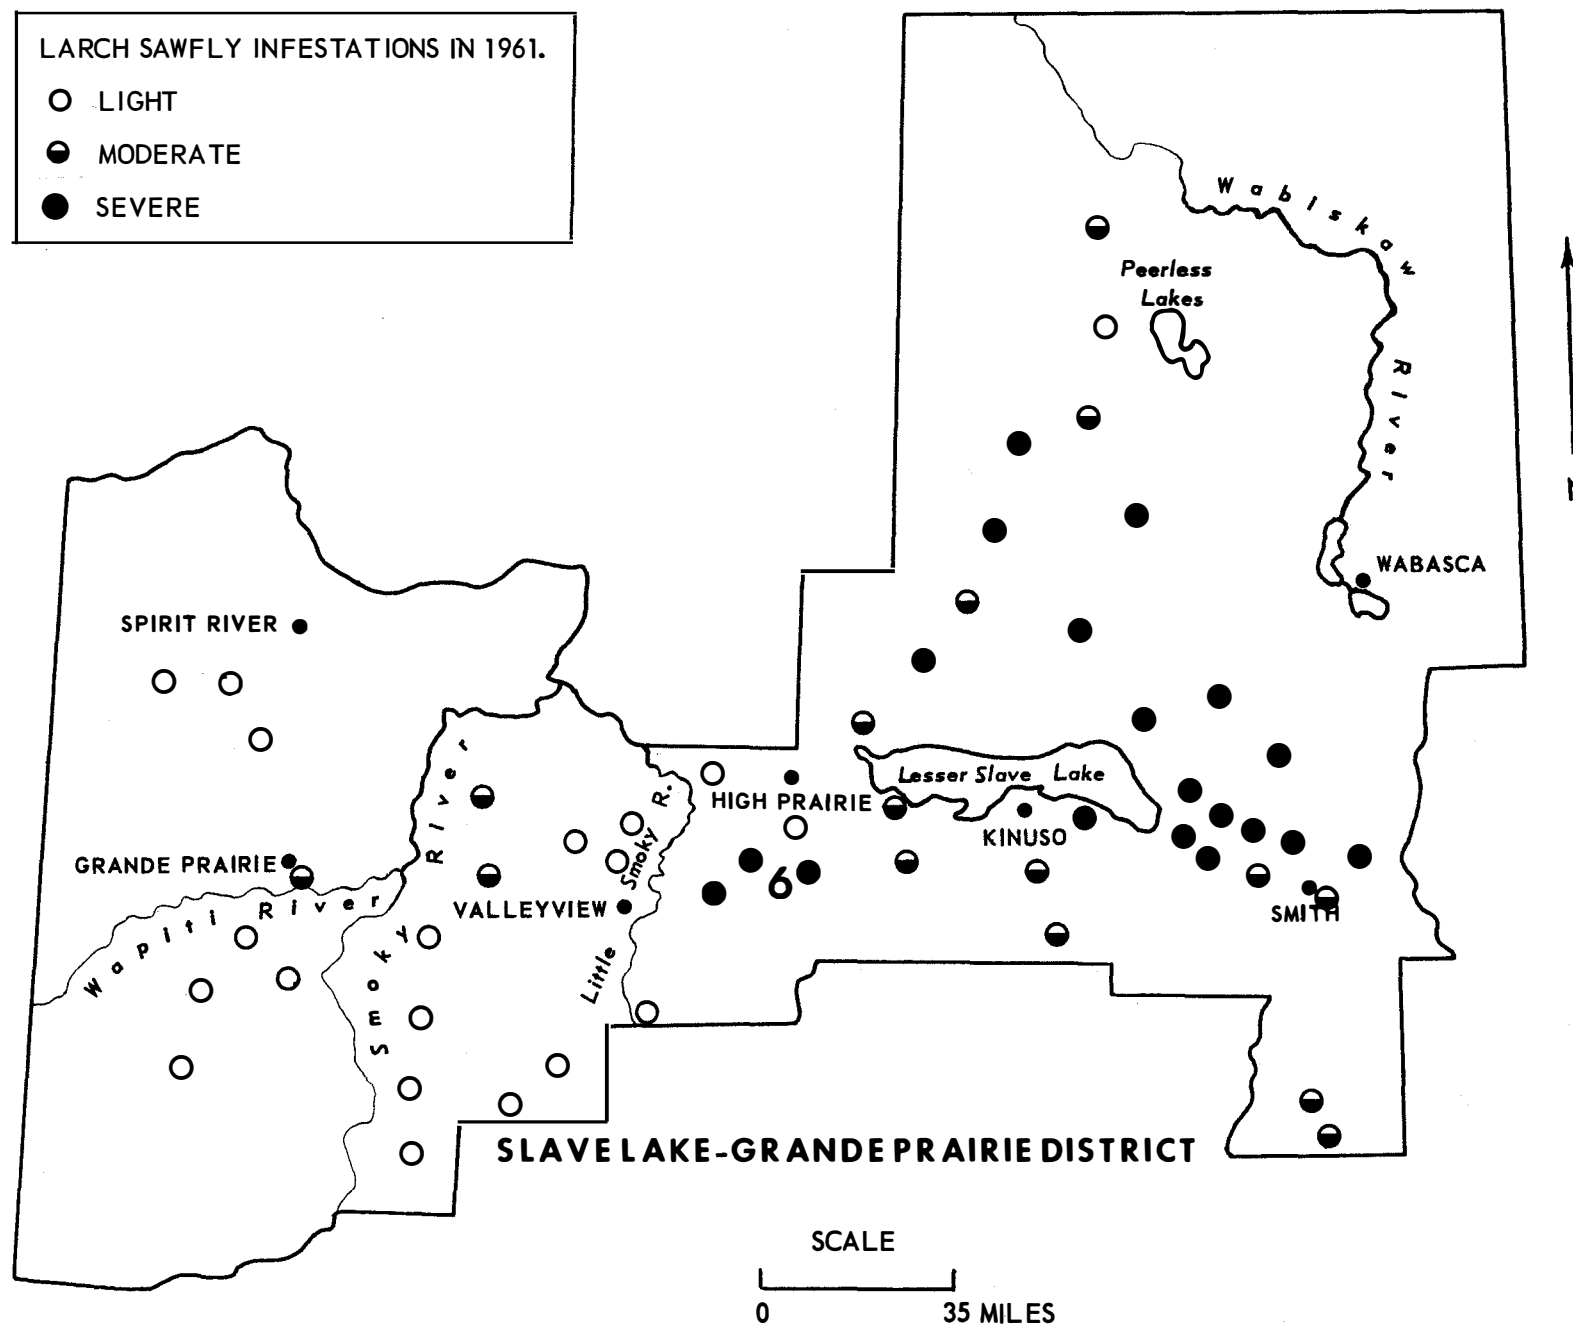 LARCH SAWFLY INFESTATIONS IN 1961.
LIGHT
MODERATE
SEVERE
Wabiskaw River
Peerless
Lakes
WABASCA
SPIRIT RIVER
Smoky River
Lesser Slave Lake
HIGH PRAIRIE
KINUSO
Little Smoky R.
GRANDE PRAIRIE
6
VALLEYVIEW
SMITH
Wapiti River
SLAVE LAKE-GRANDE PRAIRIE DISTRICT
SCALE
0 35 MILES